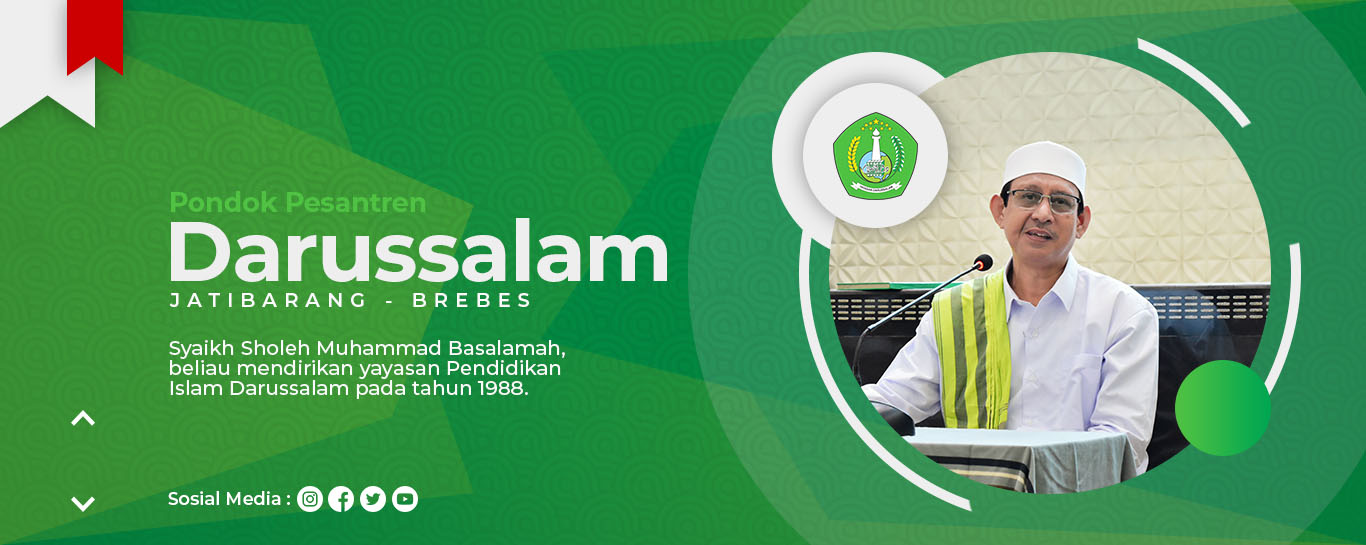 Pondok Pesantren
Darussalam
JATIBARANG - BREBES
Syaikh Sholeh Muhammad Basalamah,
beliau mendirikan yayasan Pendidikan
Islam Darussalam pada tahun 1988.
Sosial Media :